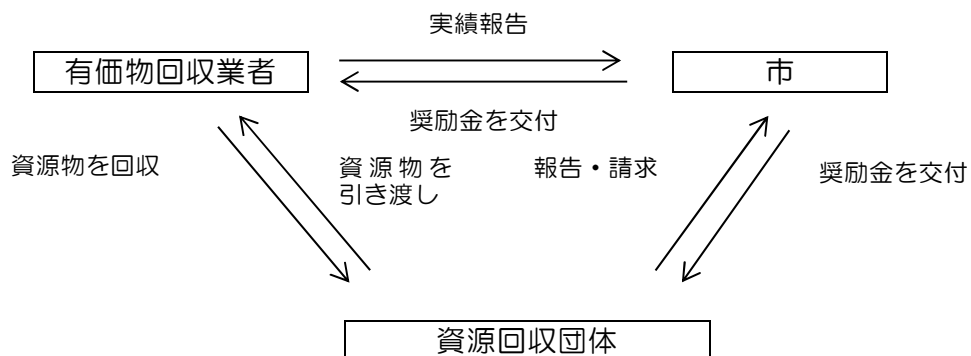 実績報告
有価物回収業者
市
奨励金を交付
資源物を回収
資源物を
引き渡し
報告・請求
奨励金を交付
資源回収団体